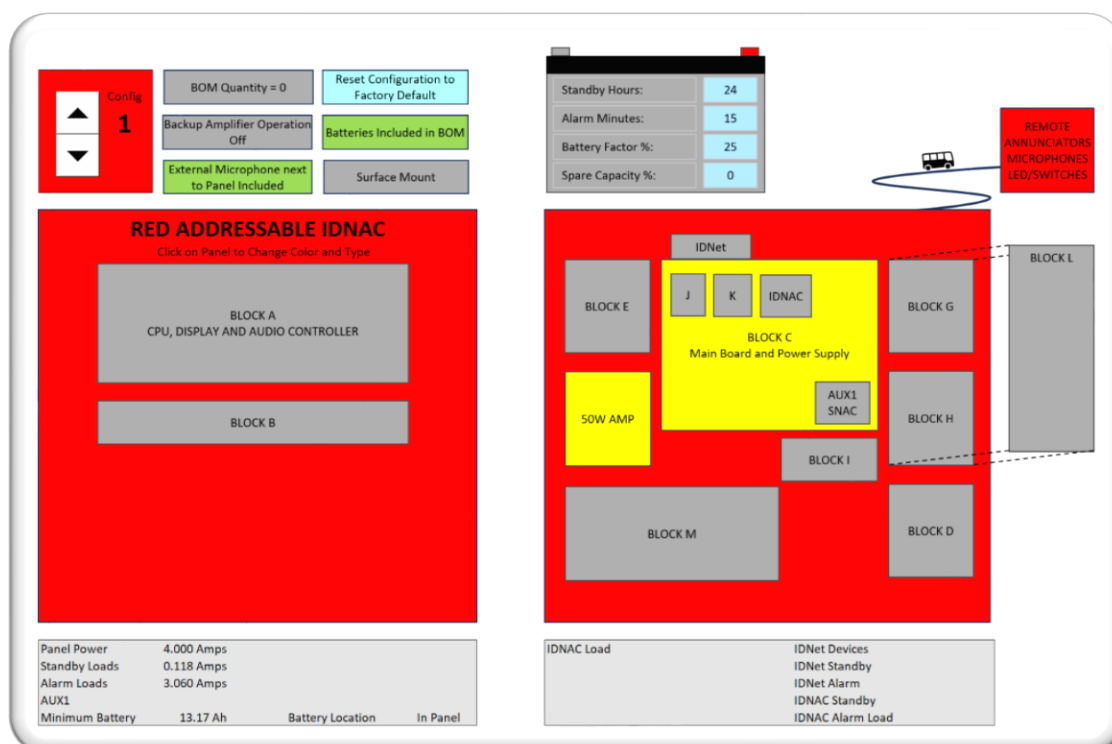 Config
1
BOM Quantity = 0
Reset Configuration to
Factory Default
Backup Amplifier Operation
Off
Batteries Included in BOM
External Microphone next
to Panel Included
Surface Mount
Standby Hours: 24
Alarm Minutes: 15
Battery Factor %: 25
Spare Capacity %: 0
REMOTE
ANNUNCIATORS
MICROPHONES
LED/SWITCHES
RED ADDRESSABLE IDNAC
Click on Panel to Change Color and Type
BLOCK A
CPU, DISPLAY AND AUDIO CONTROLLER
BLOCK B
IDNet
BLOCK E
J
K
IDNAC
BLOCK C
Main Board and Power Supply
BLOCK G
BLOCK L
50W AMP
AUX1
SNAC
BLOCK H
BLOCK I
BLOCK M
BLOCK D
Panel Power 4.000 Amps
Standby Loads 0.118 Amps
Alarm Loads 3.060 Amps
AUX1
Minimum Battery 13.17 Ah Battery Location In Panel
IDNAC Load IDNet Devices
IDNet Standby
IDNet Alarm
IDNAC Standby
IDNAC Alarm Load